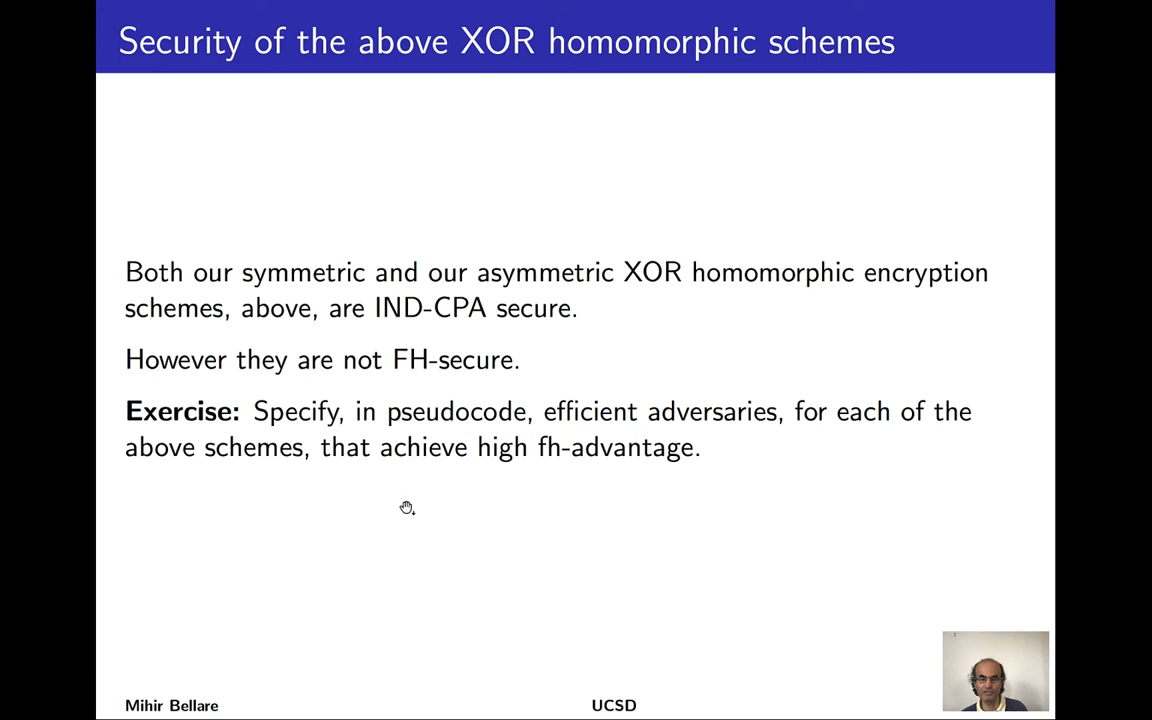 Security of the above XOR homomorphic schemes
Both our symmetric and our asymmetric XOR homomorphic encryption
schemes, above, are IND-CPA secure.
However they are not FH-secure.
Exercise: Specify, in pseudocode, efficient adversaries, for each of the
above schemes, that achieve high fh-advantage.
Mihir Bellare
UCSD